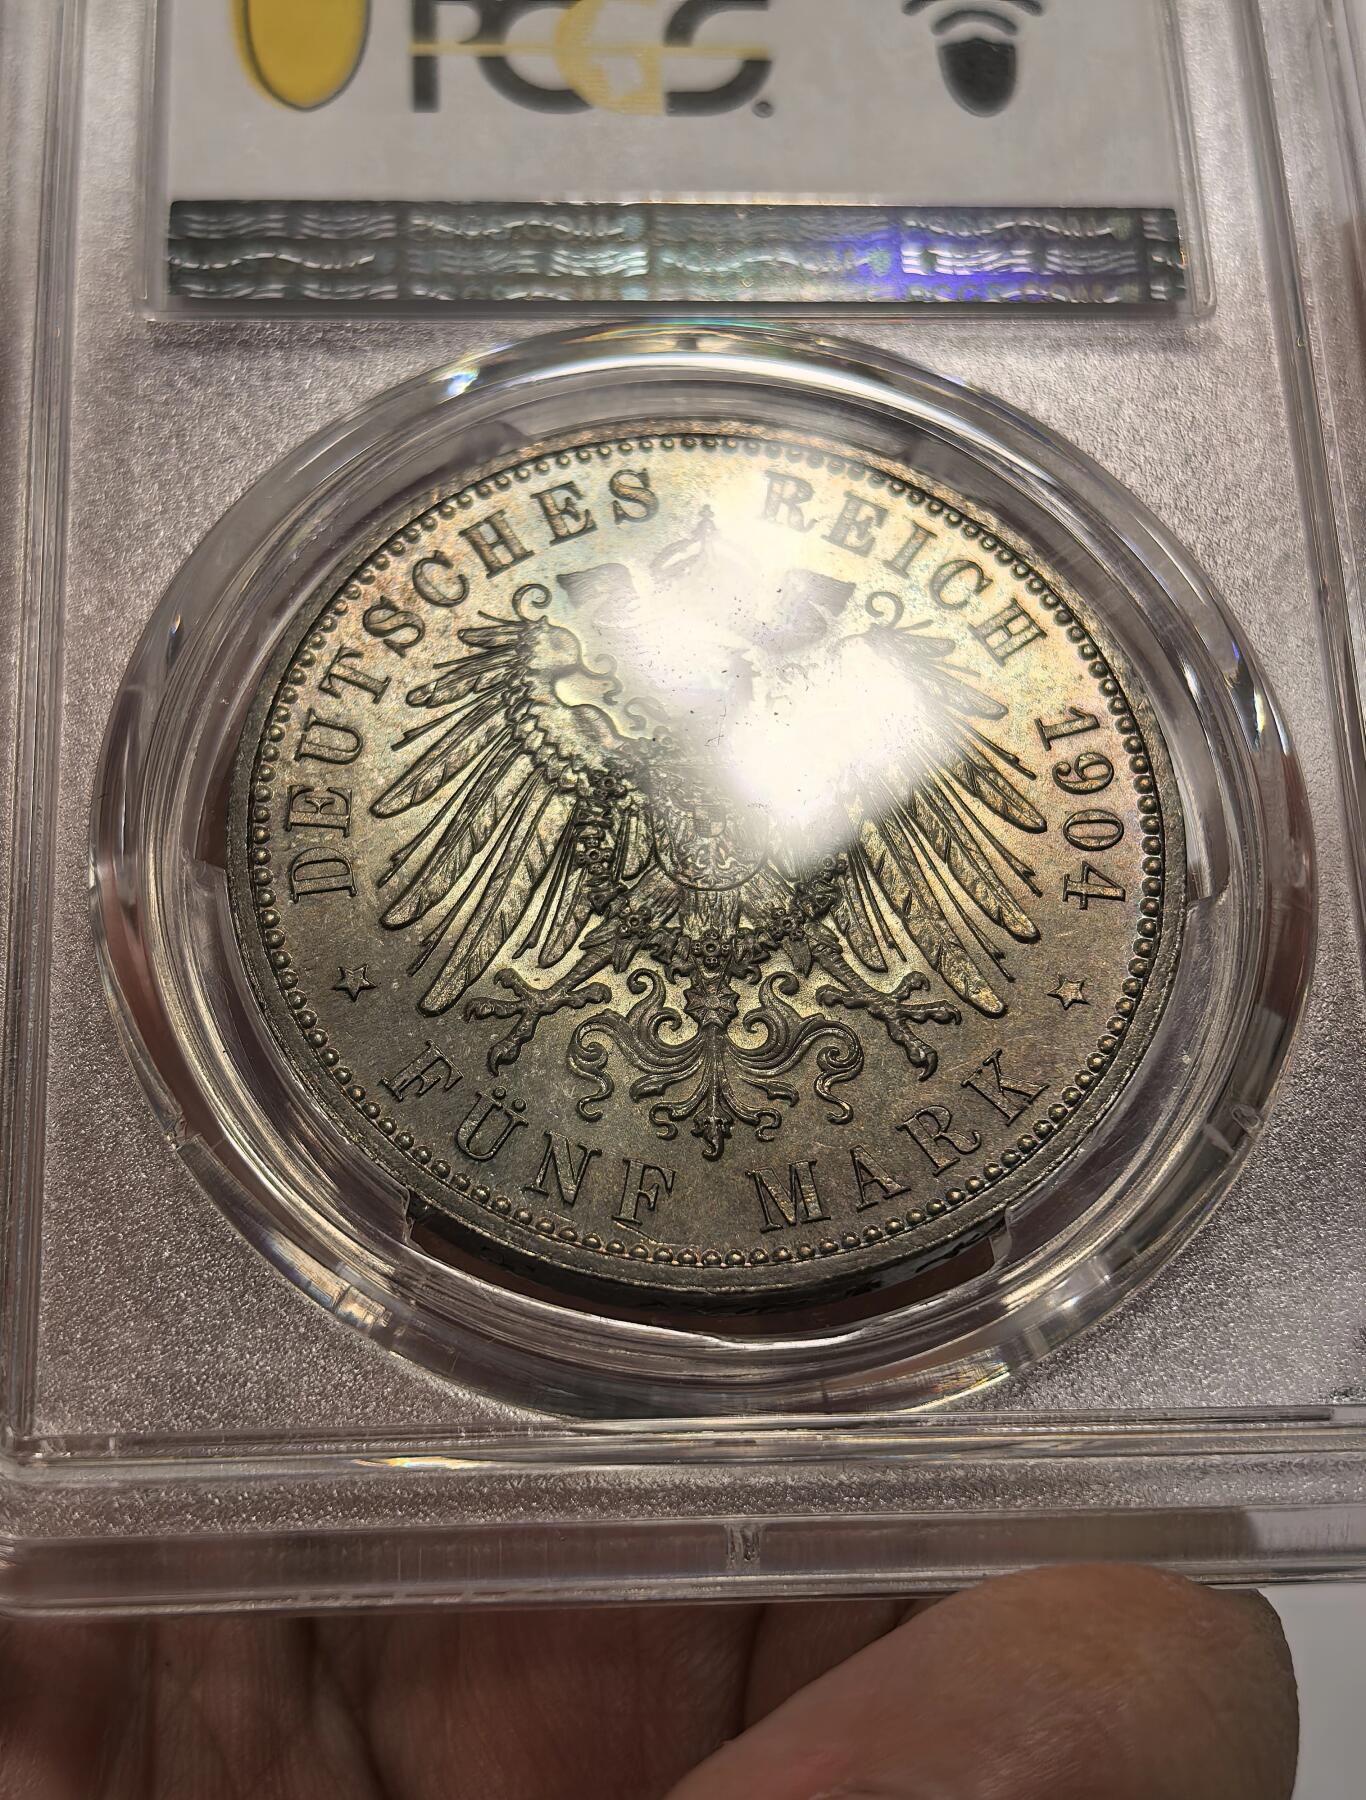 PCGS
DEUTSCHES REICH 1904
FÜNF MARK